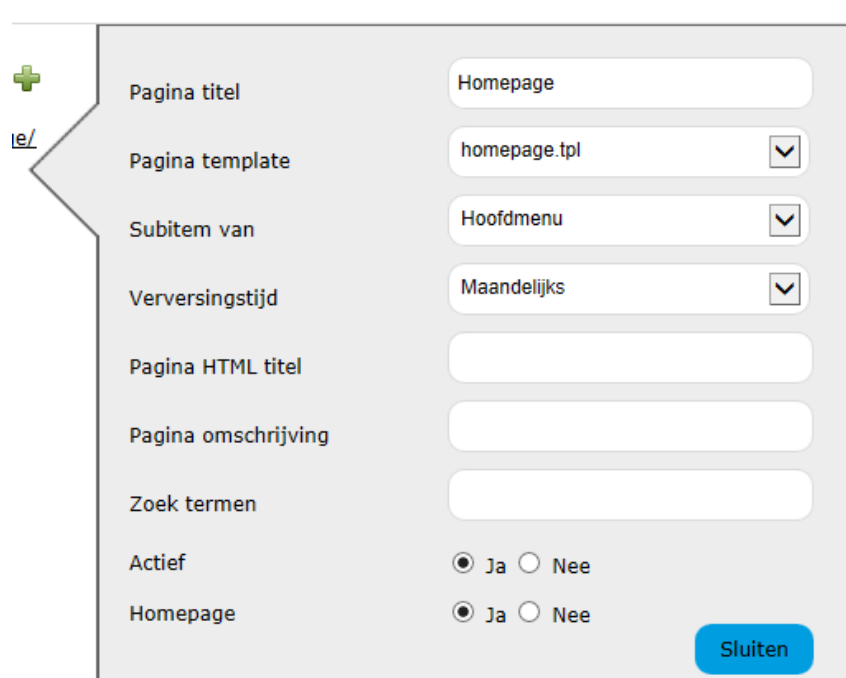 ge/
Pagina titel Homepage
Pagina template homepage.tpl
Subitem van Hoofdmenu
Verversingstijd Maandelijks
Pagina HTML titel
Pagina omschrijving
Zoek termen
Actief Ja Nee
Homepage Ja Nee
Sluiten